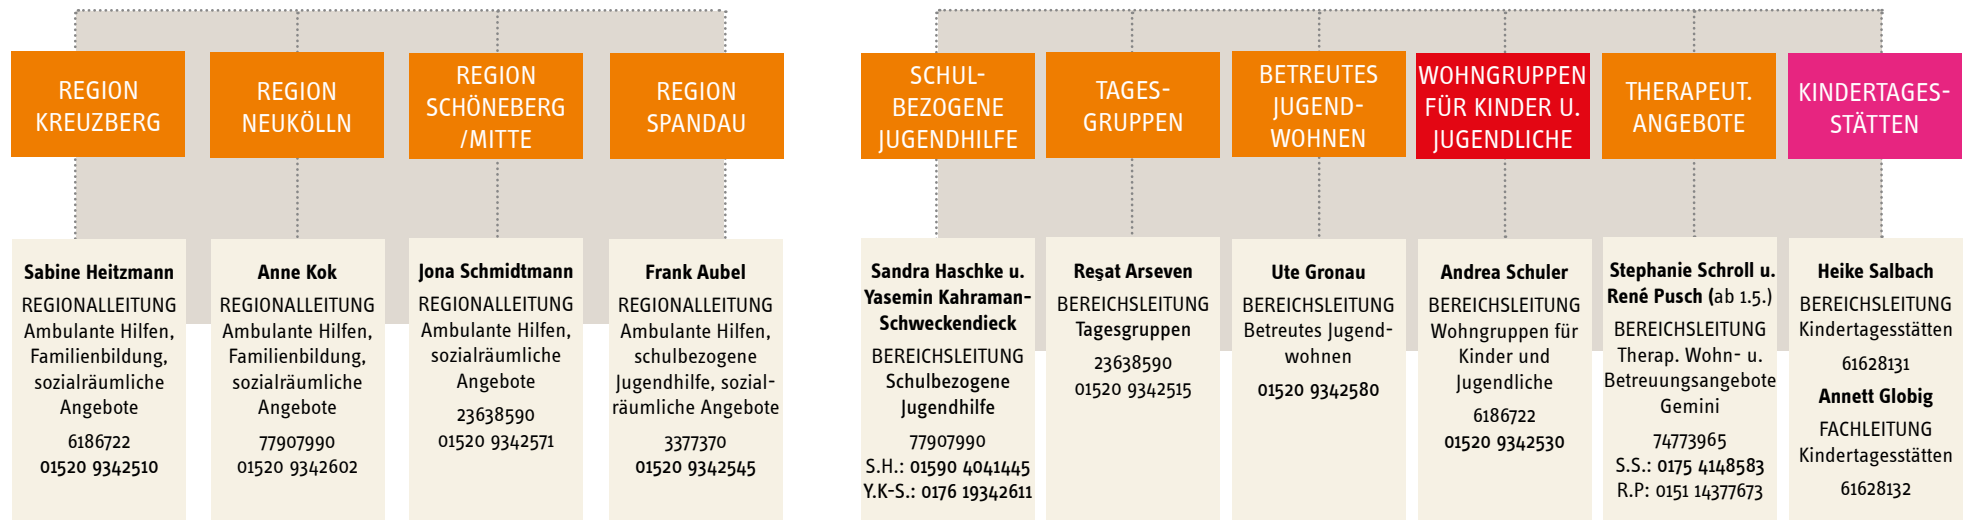 REGION
KREUZBERG
REGION
NEUKÖLLN
REGION
SCHÖNEBERG
/MITTE
REGION
SPANDAU
SCHUL-
BEZOGENE
JUGENDHILFE
TAGES-
GRUPPEN
BETREUTES
JUGEND-
WOHNEN
WOHNGRUPPEN
FÜR KINDER U.
JUGENDLICHE
THERAPEUT.
ANGEBOTE
KINDERTAGES-
STÄTTEN
Sabine Heitzmann
REGIONALLEITUNG
Ambulante Hilfen,
Familienbildung,
sozialräumliche
Angebote
6186722
01520 9342510
Anne Kok
REGIONALLEITUNG
Ambulante Hilfen,
Familienbildung,
sozialräumliche
Angebote
77907990
01520 9342602
Jona Schmidtmann
REGIONALLEITUNG
Ambulante Hilfen,
sozialräumliche
Angebote
23638590
01520 9342571
Frank Aubel
REGIONALLEITUNG
Ambulante Hilfen,
schulbezogene
Jugendhilfe, sozial-
räumliche Angebote
3377370
01520 9342545
Sandra Haschke u.
Yasemin Kahraman-
Schweckendieck
BEREICHSLEITUNG
Schulbezogene
Jugendhilfe
77907990
S.H.: 01590 4041445
Y.K-S.: 0176 19342611
Reşat Arseven
BEREICHSLEITUNG
Tagesgruppen
23638590
01520 9342515
Ute Gronau
BEREICHSLEITUNG
Betreutes Jugend-
wohnen
01520 9342580
Andrea Schuler
BEREICHSLEITUNG
Wohngruppen für
Kinder und
Jugendliche
6186722
01520 9342530
Stephanie Schroll u.
René Pusch (ab 1.5.)
BEREICHSLEITUNG
Therap. Wohn- u.
Betreuungsangebote
Gemini
74773965
S.S.: 0175 4148583
R.P: 0151 14377673
Heike Salbach
BEREICHSLEITUNG
Kindertagesstätten
61628131
Annett Globig
FACHLEITUNG
Kindertagesstätten
61628132